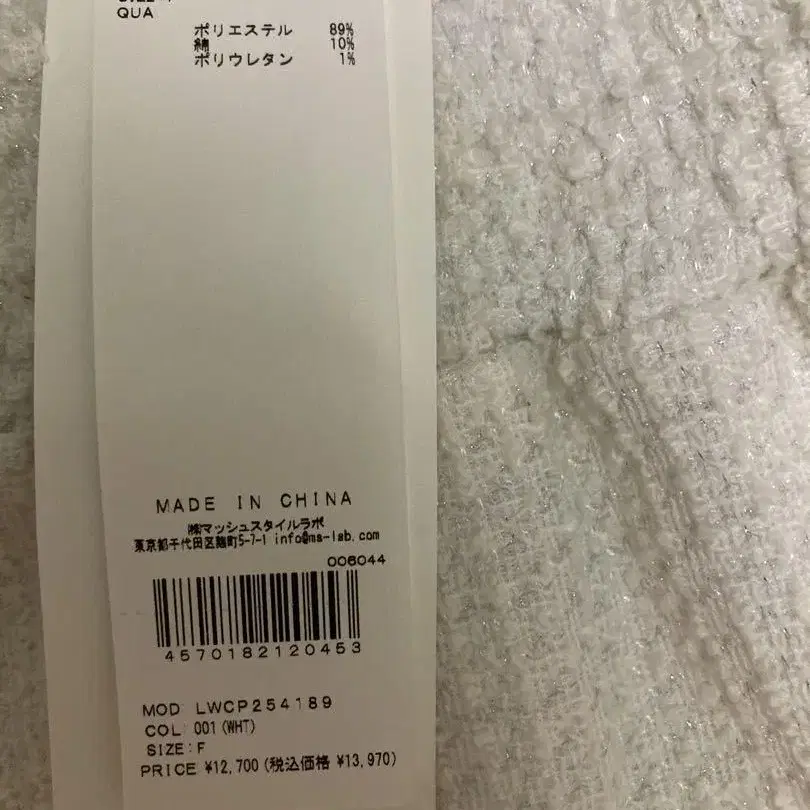 QUA
ポリエステル 89%
綿 10%
ポリウレタン 1%
MADE IN CHINA
㈱マッシュスタイルラボ
東京都千代田区麹町5-7-1 info@ms-lab.com
006044
4570182120453
MOD: LWCP254189
COL: 001(WHT)
SIZE:F
PRICE:¥12,700(税込価格 ¥13,970)